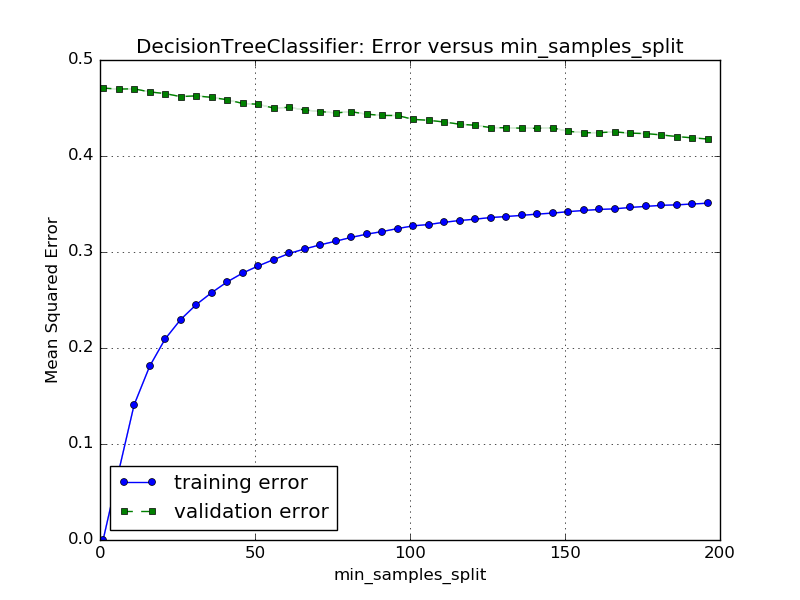 DecisionTreeClassifier: Error versus min_samples_split
0.5
0.4
0.3
0.2
0.1
0.0
Mean Squared Error
training error
validation error
0 50 100 150 200
min_samples_split